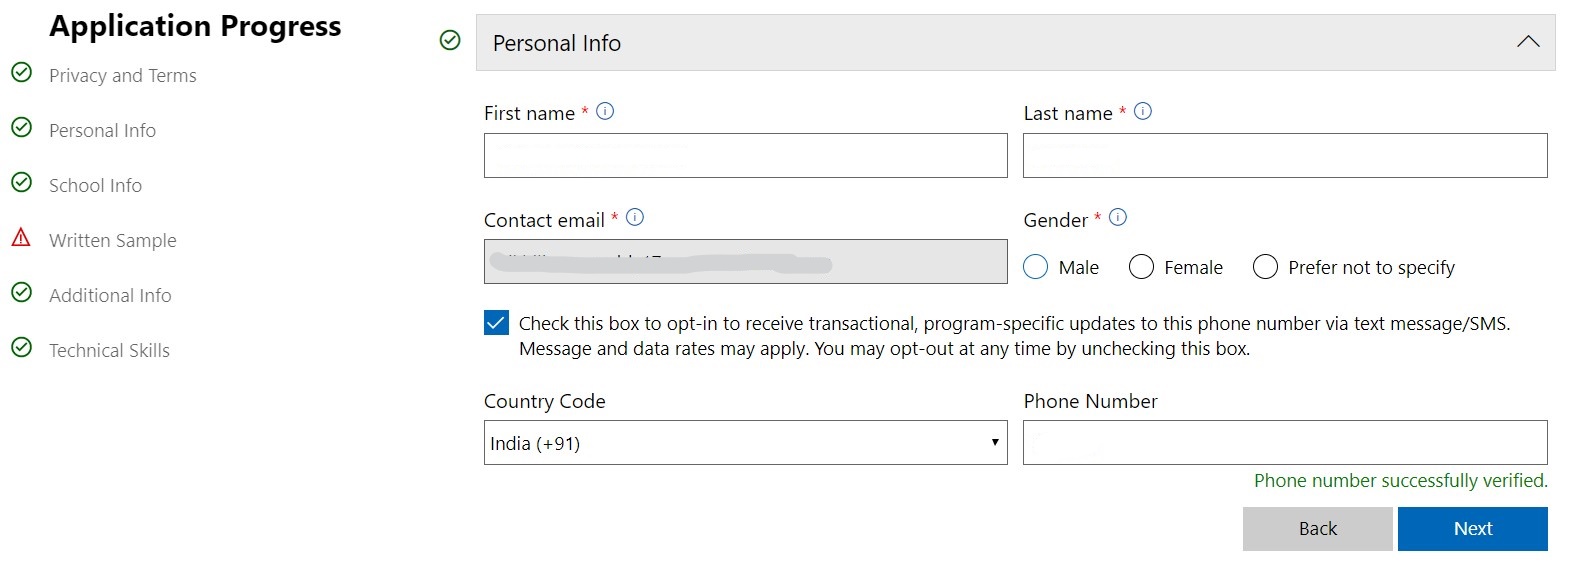 Application Progress
Privacy and Terms
Personal Info
School Info
Written Sample
Additional Info
Technical Skills
Personal Info
First name *
Last name *
Contact email *
Gender *
Male
Female
Prefer not to specify
Check this box to opt-in to receive transactional, program-specific updates to this phone number via text message/SMS.
Message and data rates may apply. You may opt-out at any time by unchecking this box.
Country Code
Phone Number
India (+91)
Phone number successfully verified.
Back
Next